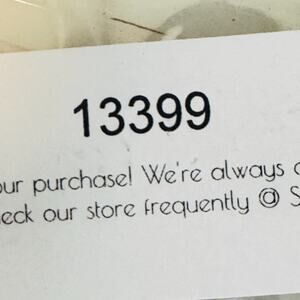 13399
our purchase! We're always
eck our store frequently @ S